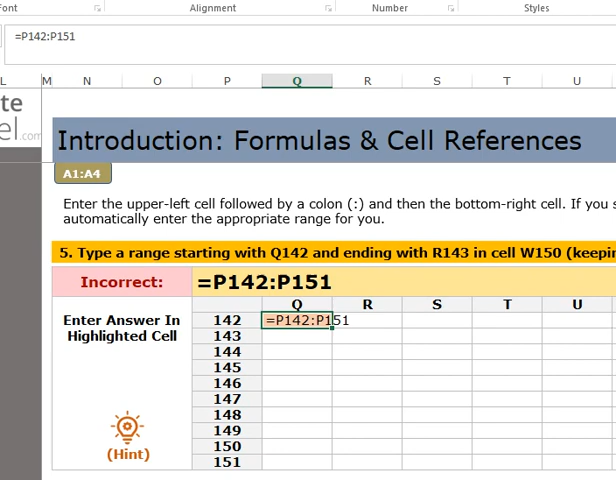 Font Alignment Number Styles
=P142:P151
L M N O P Q R S T U
te
el.com
Introduction: Formulas & Cell References
A1:A4
Enter the upper-left cell followed by a colon (:) and then the bottom-right cell. If you s
automatically enter the appropriate range for you.
5. Type a range starting with Q142 and ending with R143 in cell W150 (keepin
Incorrect: =P142:P151
Q R S T U
Enter Answer In 142 =P142:P151
Highlighted Cell 143
144
145
146
147
148
149
(Hint) 150
151